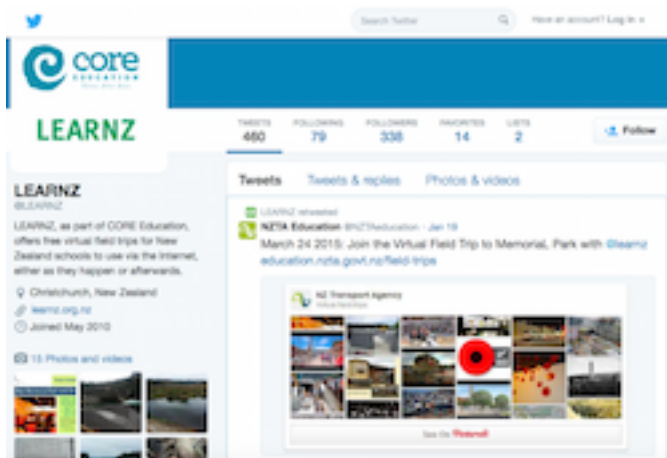 Search Twitter
Have an account? Log in
core
EDUCATION
LEARNZ
TWEETS
460
FOLLOWING
79
FOLLOWERS
338
FAVORITES
14
LISTS
2
Follow
LEARNZ
@LEARNZ
LEARNZ, as part of CORE Education,
offers free virtual field trips for New
Zealand schools to use via the Internet,
either as they happen or afterwards.
Christchurch, New Zealand
learnz.org.nz
Joined May 2010
15 Photos and videos
Tweets
Tweets & replies
Photos & videos
LEARNZ retweeted
NZTA Education @NZTAeducation · Jan 19
March 24 2015: Join the Virtual Field Trip to Memorial, Park with @learnz
education.nzta.govt.nz/field-trips
NZ Transport Agency
Virtual field trips
See On Pinterest